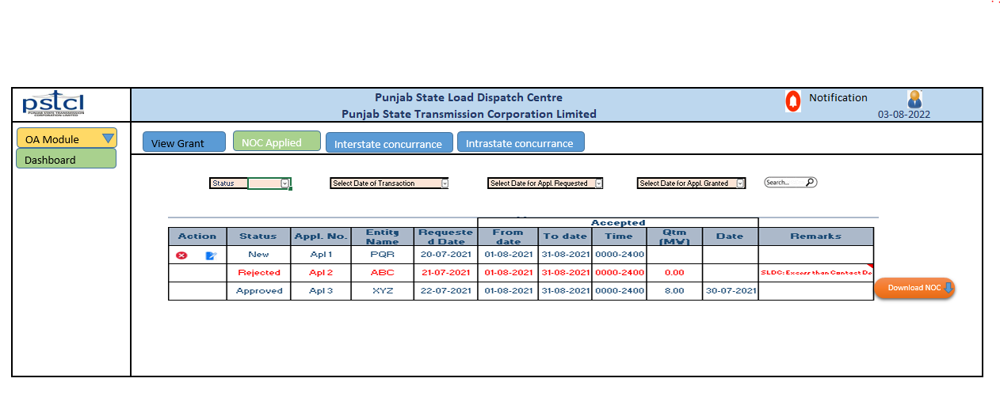 Punjab State Load Dispatch Centre
Punjab State Transmission Corporation Limited
Notification
03-08-2022
pstcl
PUNJAB STATE TRANSMISSION
CORPORATION LIMITED
OA Module
Dashboard
View Grant
NOC Applied
Interstate concurrance
Intrastate concurrance
Status
Select Date of Transaction
Select Date for Appl. Requested
Select Date for Appl. Granted
Search...
Accepted
Action Status Appl. No. Entity Name Requested Date From date To date Time Qtm (MW) Date Remarks
New Apl 1 PQR 20-07-2021 01-08-2021 31-08-2021 0000-2400
Rejected Apl 2 ABC 21-07-2021 01-08-2021 31-08-2021 0000-2400 0.00 SLDC: Excess than Contact De
Approved Apl 3 XYZ 22-07-2021 01-08-2021 31-08-2021 0000-2400 8.00 30-07-2021
Download NOC